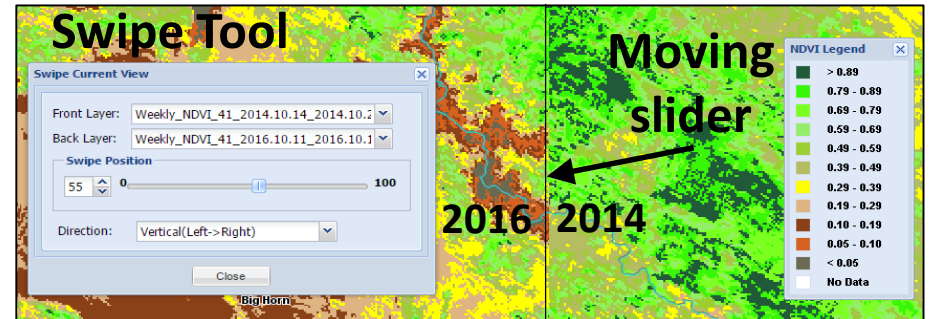 Swipe Tool
Moving
slider
Swipe Current View
Front Layer: Weekly_NDVI_41_2014.10.14_2014.10.2
Back Layer: Weekly_NDVI_41_2016.10.11_2016.10.1
Swipe Position
55 0 100
Direction: Vertical(Left->Right)
Close
2016 2014
Big Horn
NDVI Legend
> 0.89
0.79 - 0.89
0.69 - 0.79
0.59 - 0.69
0.49 - 0.59
0.39 - 0.49
0.29 - 0.39
0.19 - 0.29
0.10 - 0.19
0.05 - 0.10
< 0.05
No Data